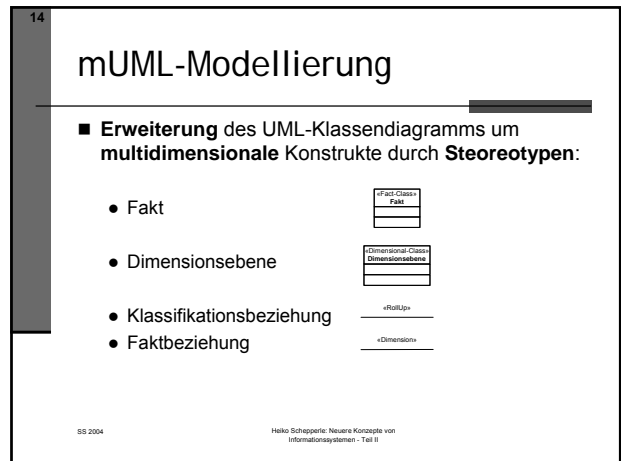 14
mUML-Modellierung
■ Erweiterung des UML-Klassendiagramms um
multidimensionale Konstrukte durch Steoreotypen:
● Fakt
«Fact-Class»
Fakt
● Dimensionsebene
«Dimensional-Class»
Dimensionsebene
● Klassifikationsbeziehung
«RollUp»
● Faktbeziehung
«Dimension»
SS 2004
Heiko Schepperle: Neuere Konzepte von
Informationssystemen - Teil II